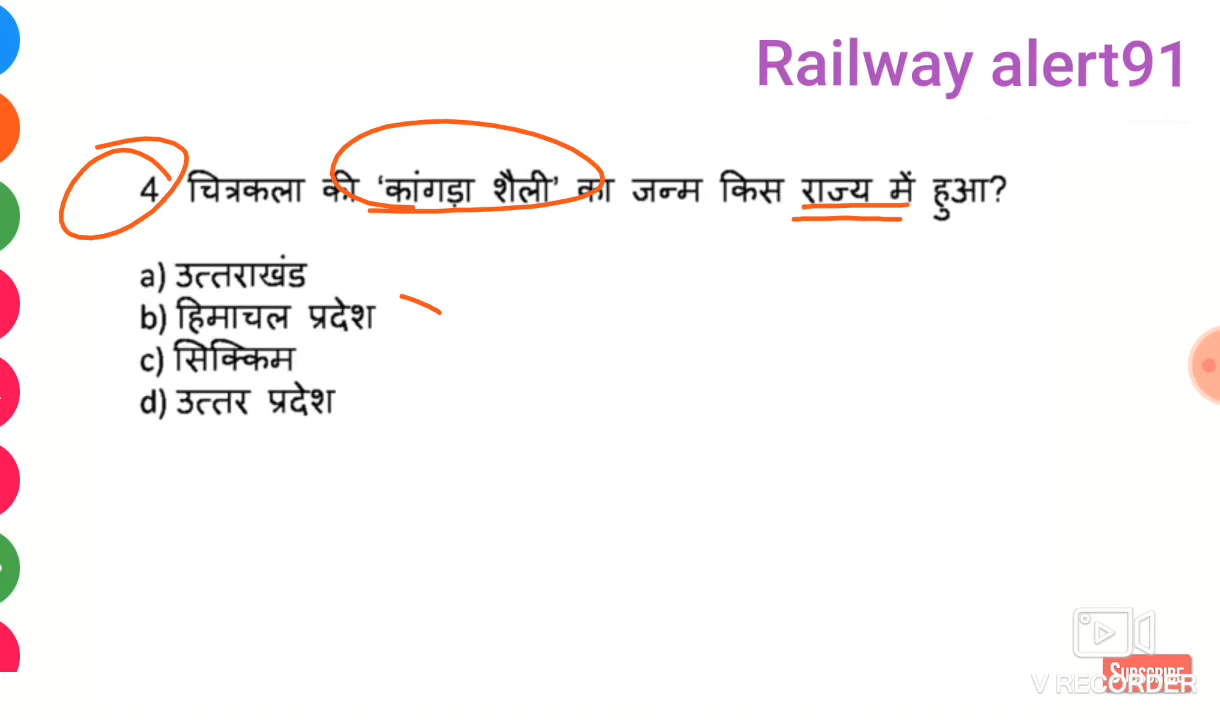 Railway alert91
4 चित्रकला की ‘कांगड़ा शैली’ का जन्म किस राज्य में हुआ?
a) उत्तराखंड
b) हिमाचल प्रदेश
c) सिक्किम
d) उत्तर प्रदेश
SUBSCRIBE
V RECORDER